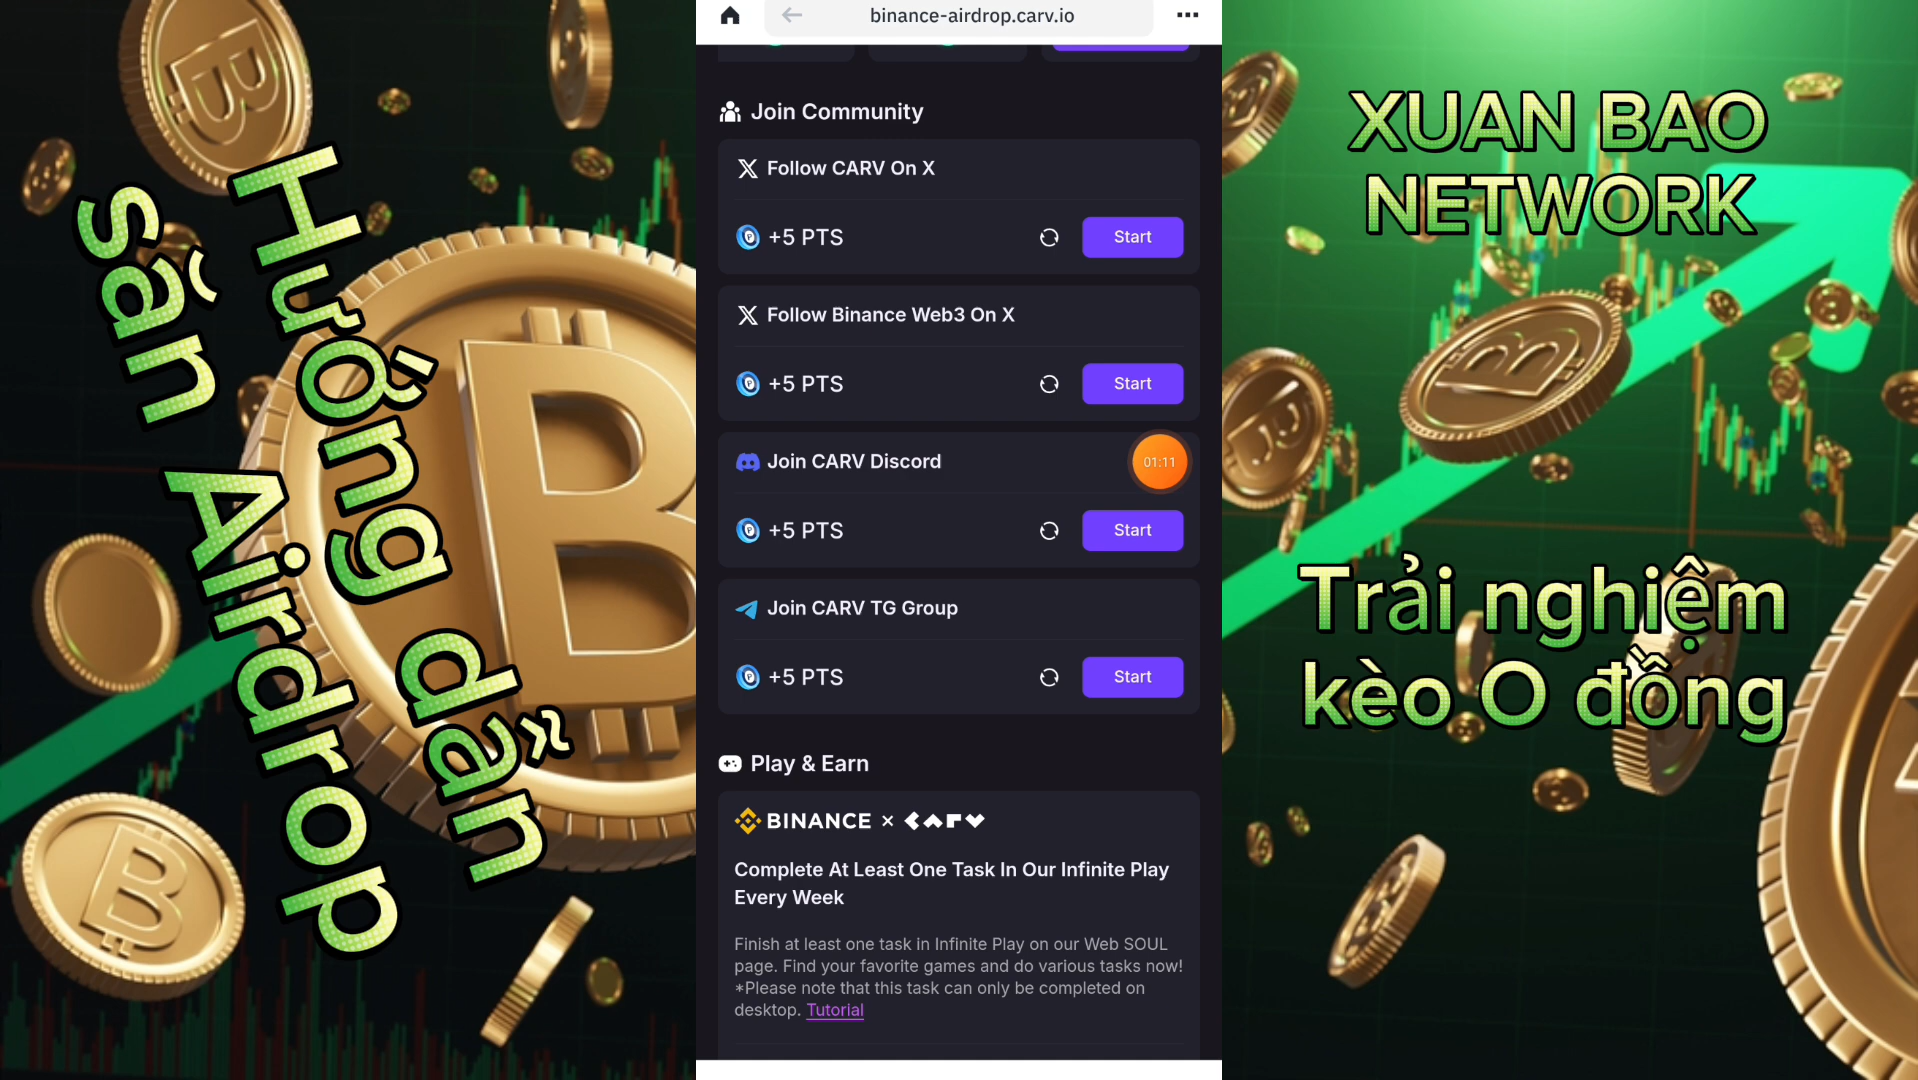 Hướng dẫn
săn Airdrop
binance-airdrop.carv.io
Join Community
Follow CARV On X
+5 PTS
Start
Follow Binance Web3 On X
+5 PTS
Start
Join CARV Discord
01:11
+5 PTS
Start
Join CARV TG Group
+5 PTS
Start
Play & Earn
BINANCE × CARV
Complete At Least One Task In Our Infinite Play
Every Week
Finish at least one task in Infinite Play on our Web SOUL
page. Find your favorite games and do various tasks now!
*Please note that this task can only be completed on
desktop. Tutorial
XUAN BAO
NETWORK
Trải nghiệm
kèo O đồng